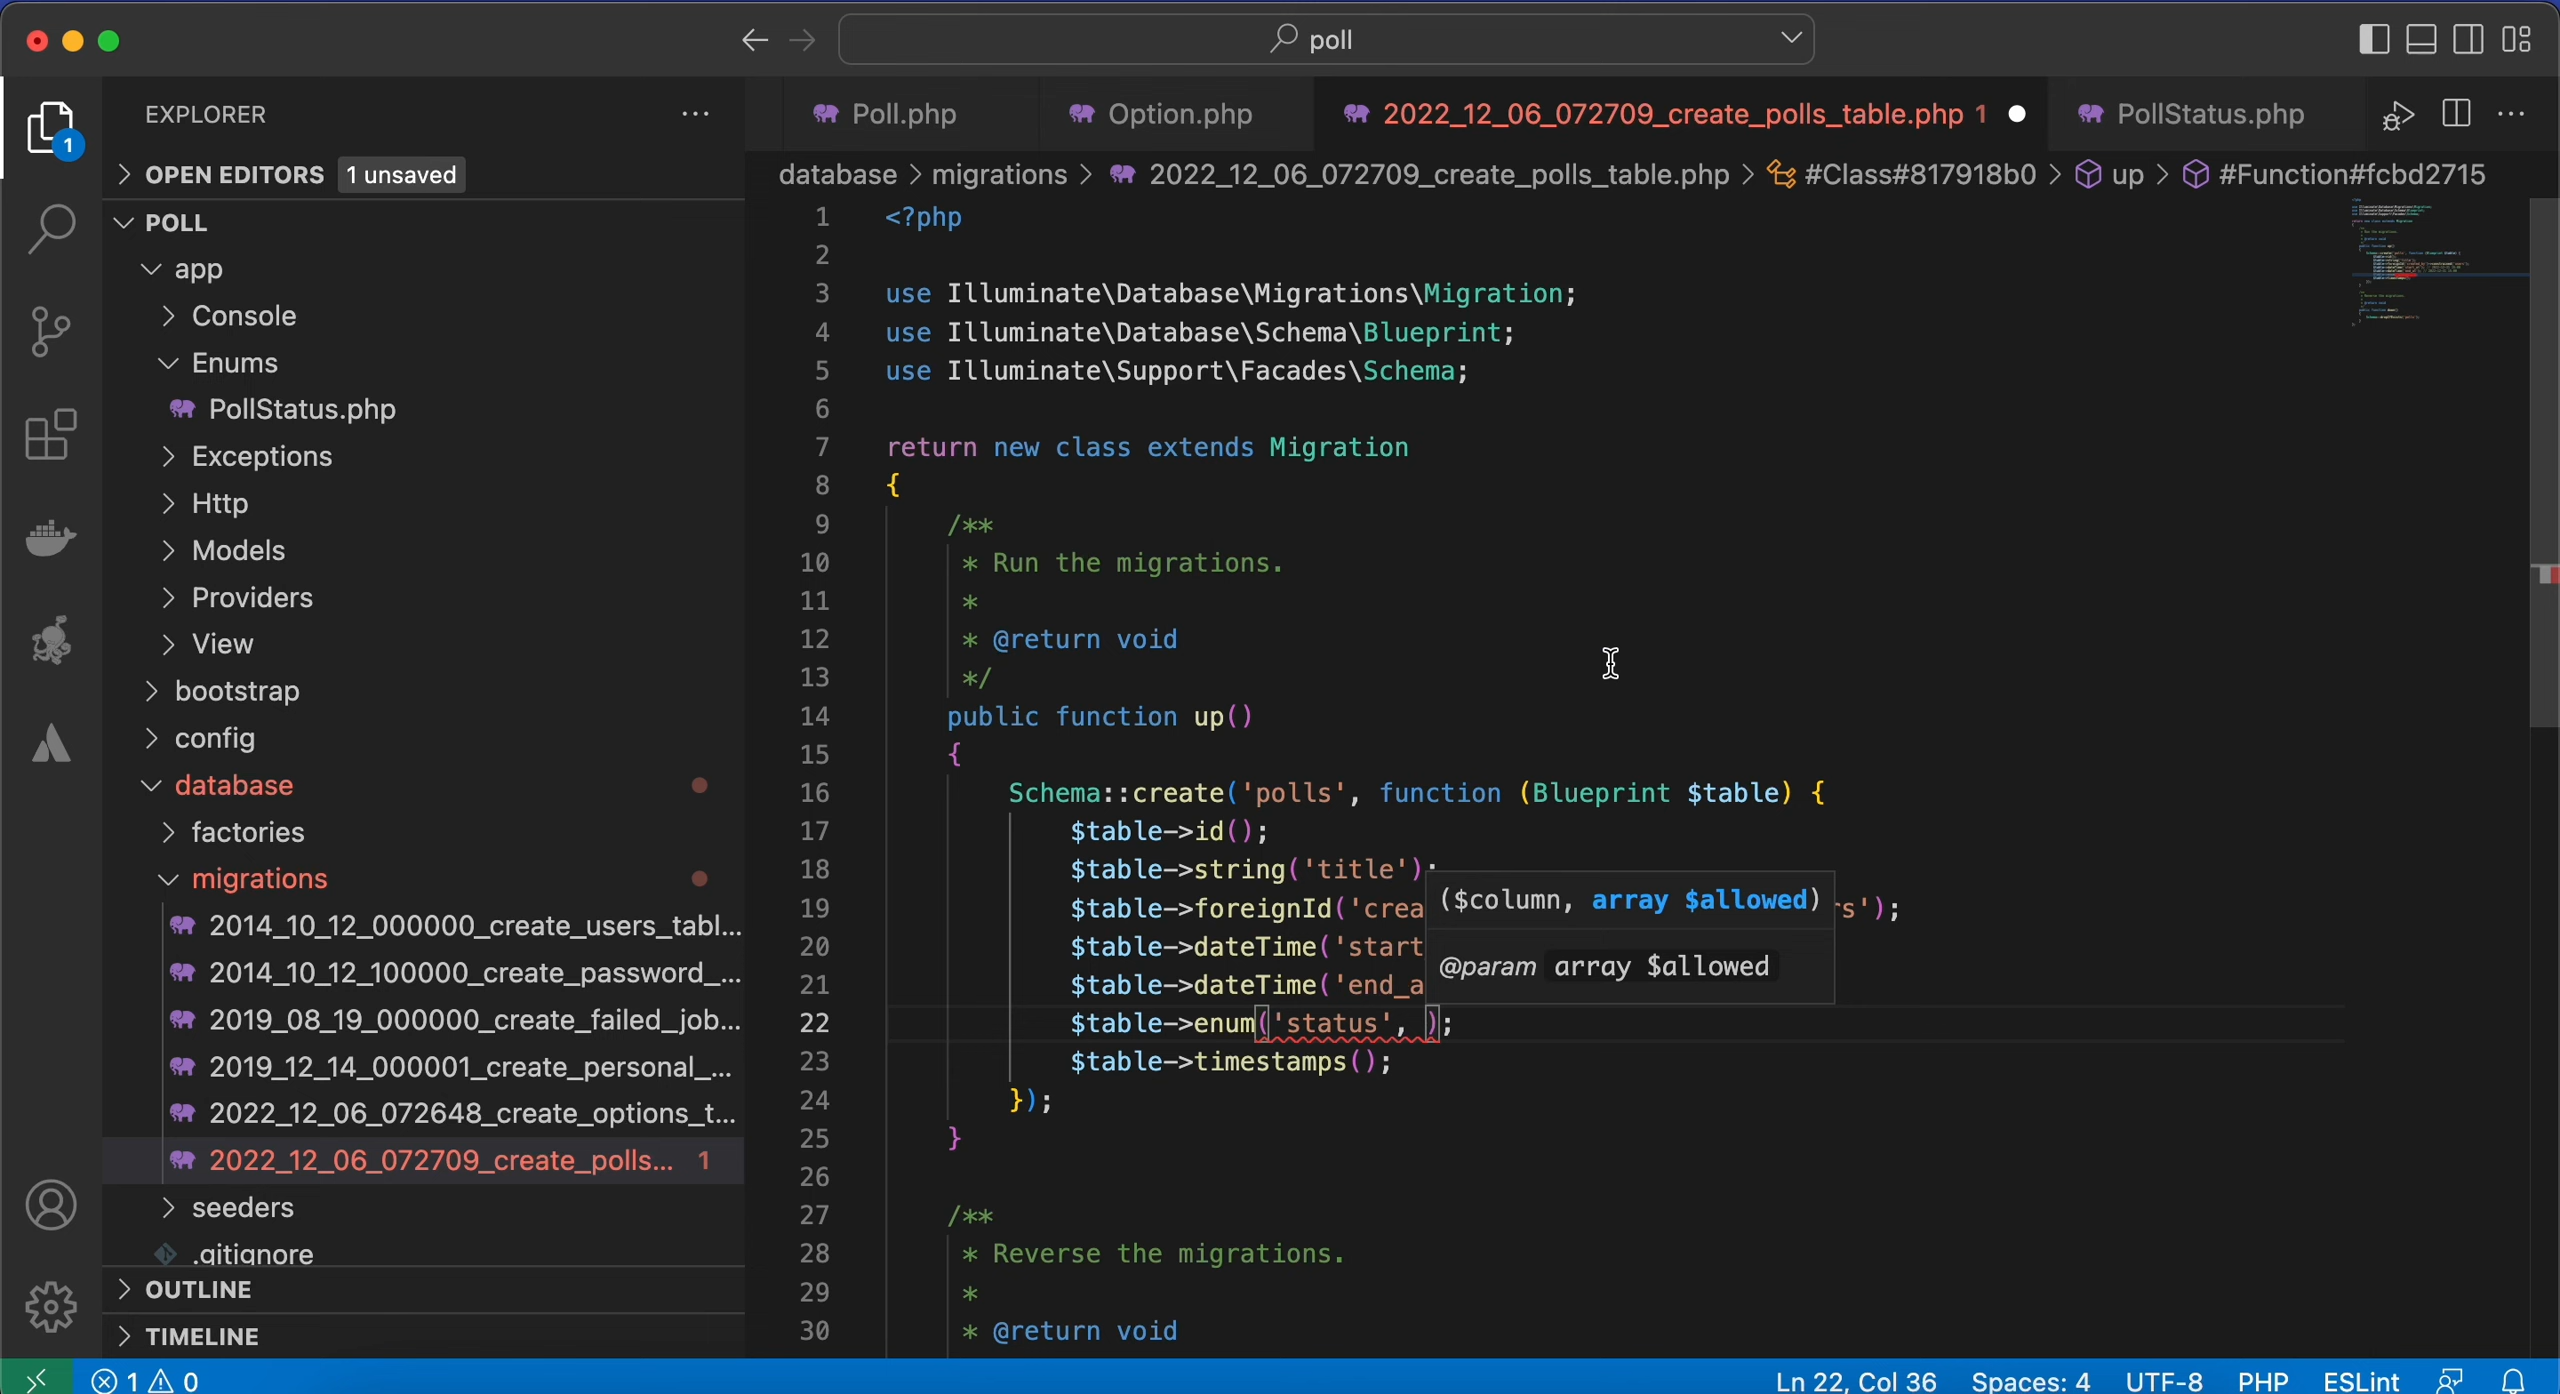 poll
EXPLORER
OPEN EDITORS 1 unsaved
POLL
app
Console
Enums
PollStatus.php
Exceptions
Http
Models
Providers
View
bootstrap
config
database
factories
migrations
2014_10_12_000000_create_users_tabl...
2014_10_12_100000_create_password_...
2019_08_19_000000_create_failed_job...
2019_12_14_000001_create_personal_...
2022_12_06_072648_create_options_t...
2022_12_06_072709_create_polls... 1
seeders
.gitignore
OUTLINE
TIMELINE
1
Poll.php Option.php 2022_12_06_072709_create_polls_table.php 1 PollStatus.php
database > migrations > 2022_12_06_072709_create_polls_table.php > #Class#817918b0 > up > #Function#fcbd2715
1 <?php
2
3 use Illuminate\Database\Migrations\Migration;
4 use Illuminate\Database\Schema\Blueprint;
5 use Illuminate\Support\Facades\Schema;
6
7 return new class extends Migration
8 {
9 /**
10 * Run the migrations.
11 *
12 * @return void
13 */
14 public function up()
15 {
16 Schema::create('polls', function (Blueprint $table) {
17 $table->id();
18 $table->string('title');
19 $table->foreignId('crea s');
20 $table->dateTime('start
21 $table->dateTime('end_a
22 $table->enum('status', );
23 $table->timestamps();
24 });
25 }
26
27 /**
28 * Reverse the migrations.
29 *
30 * @return void
($column, array $allowed)
@param array $allowed
1 0 Ln 22, Col 36 Spaces: 4 UTF-8 PHP ESLint